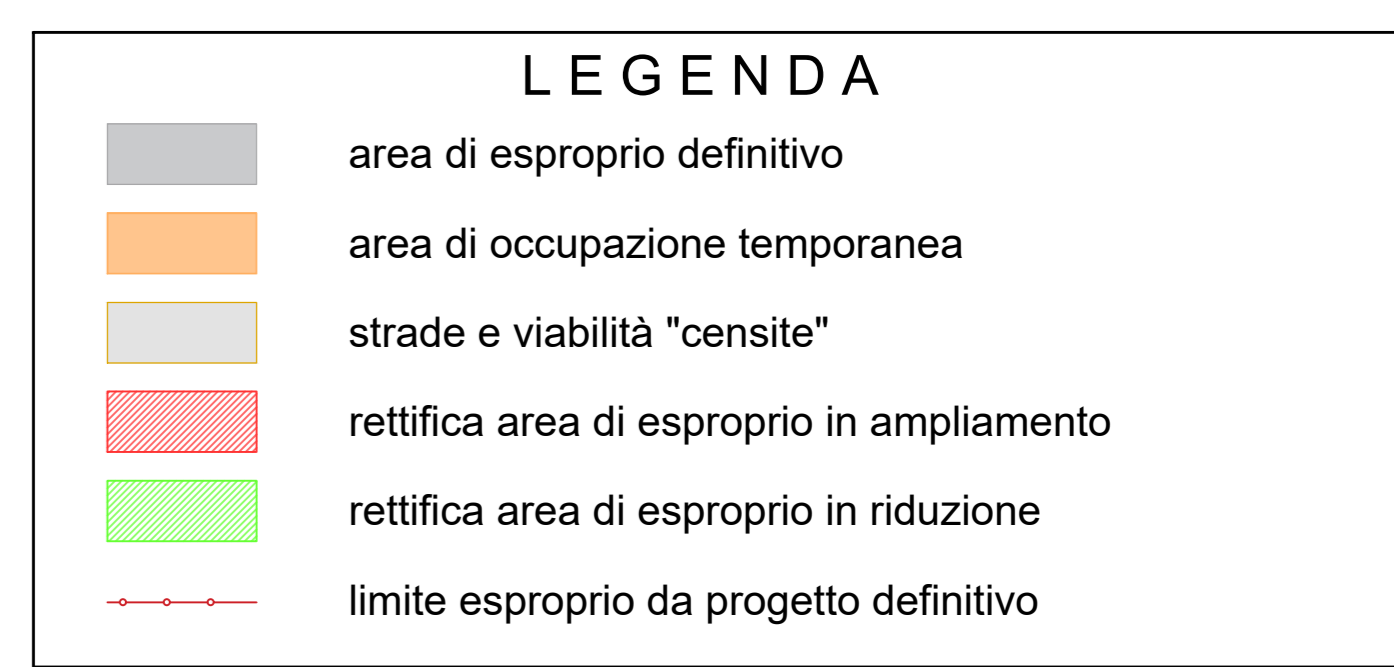 LEGENDA
area di esproprio definitivo
area di occupazione temporanea
strade e viabilità "censite"
rettifica area di esproprio in ampliamento
rettifica area di esproprio in riduzione
limite esproprio da progetto definitivo